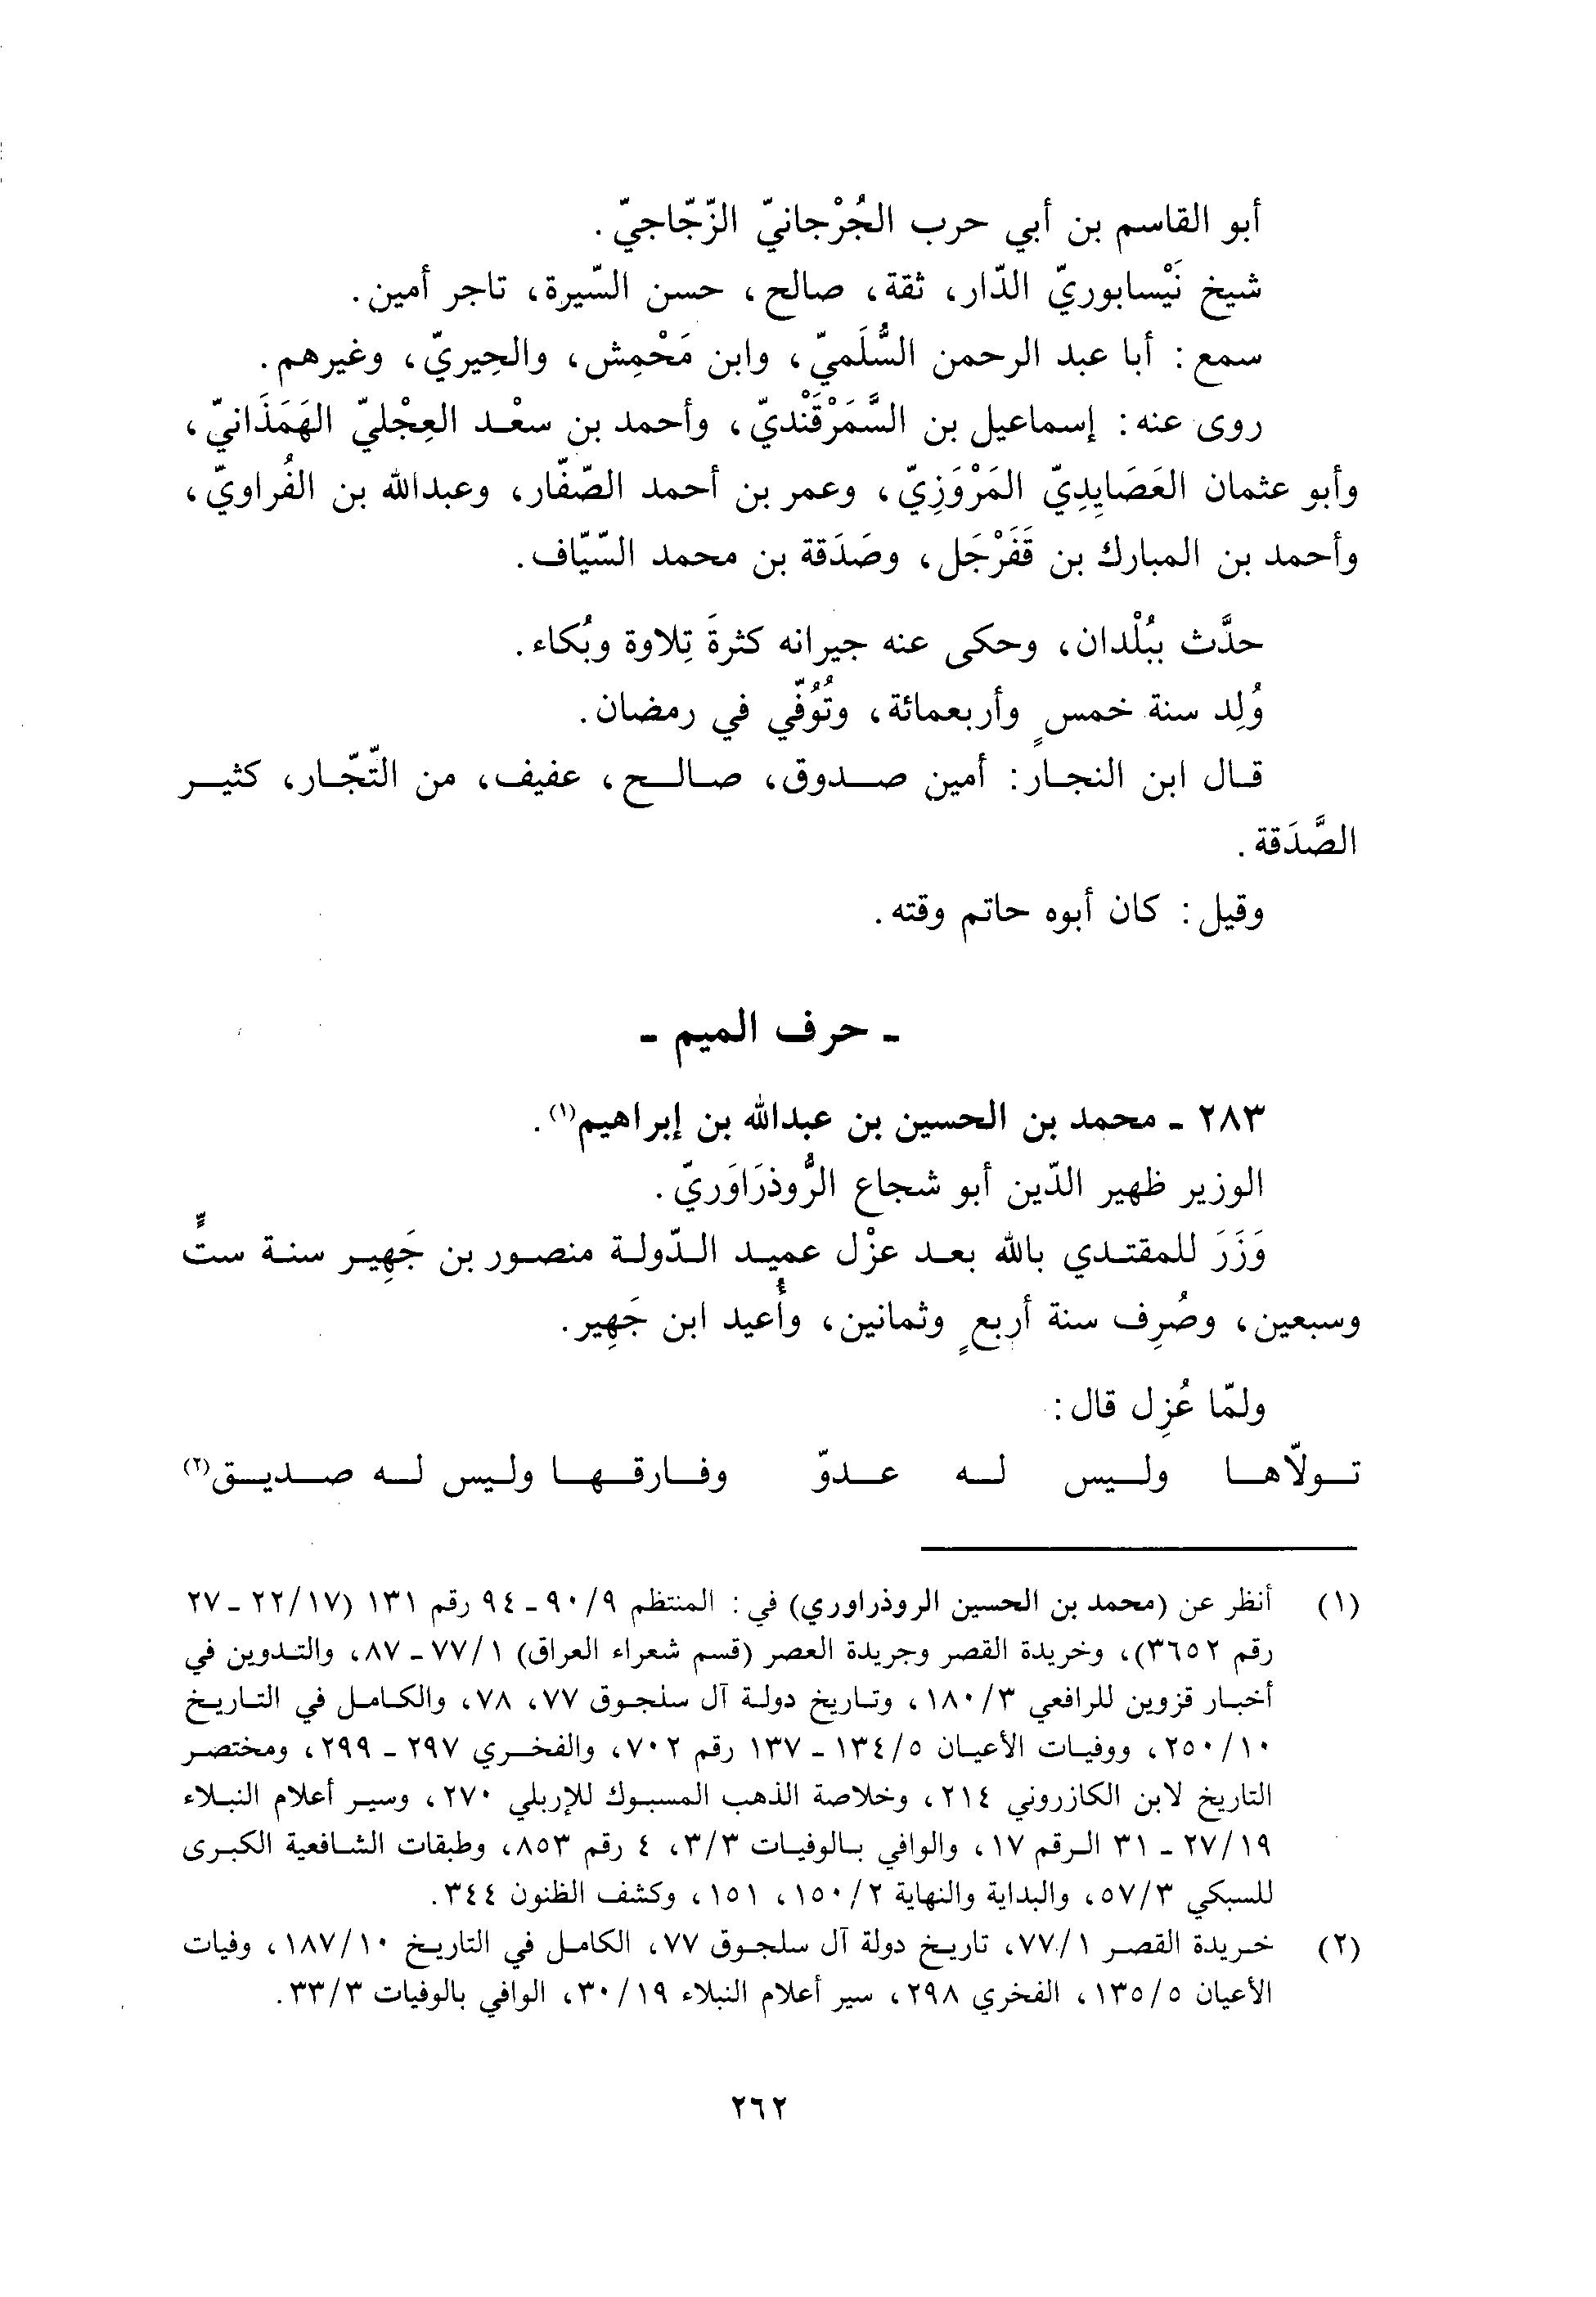 أبو القاسم بن أبي حرب الجُرْجانيّ الزّجّاجيّ.
شيخ نَيْسابوريّ الدّار، ثقة، صالح، حسن السّيرة، تاجر أمين.
سمع: أبا عبد الرحمن السُّلَميّ، وابن مَحْمِش، والحِيريّ، وغيرهم.
روى عنه: إسماعيل بن السَّمَرْقَنْديّ، وأحمد بن سعْد العِجْليّ الهَمَذَانيّ،
وأبو عثمان العَصَايِدِيّ المَرْوَزِيّ، وعمر بن أحمد الصّفّار، وعبدالله بن الفُراويّ،
وأحمد بن المبارك بن قَفَرْجَل، وصَدَقة بن محمد السّيّاف.
حدَّث ببُلْدان، وحكى عنه جيرانه كثرةَ تِلاوة وبُكاء.
وُلِد سنة خمسٍ وأربعمائة، وتُوُفّي في رمضان.
قال ابن النجار: أمين صدوق، صالح، عفيف، من التّجّار، كثير
الصَّدَقة.
وقيل: كان أبوه حاتم وقته.
- حرف الميم -
٢٨٣ - محمد بن الحسين بن عبدالله بن إبراهيم(١).
الوزير ظهير الدّين أبو شجاع الرُّوذرَاوَريّ.
وَزَرَ للمقتدي بالله بعد عزْل عميد الدّولة منصور بن جَهِير سنة ستٍّ
وسبعين، وصُرِف سنة أربعٍ وثمانين، وأُعيد ابن جَهِير.
ولمّا عُزِل قال:
تولّاها وليس له عدوّ وفارقها وليس له صديق(٢)
(١) أنظر عن (محمد بن الحسين الروذراوري) في: المنتظم ٩/ ٩٠ - ٩٤ رقم ١٣١ (١٧/ ٢٢ - ٢٧
رقم ٣٦٥٢)، وخريدة القصر وجريدة العصر (قسم شعراء العراق) ١/ ٧٧ - ٨٧، والتدوين في
أخبار قزوين للرافعي ٣/ ١٨٠، وتاريخ دولة آل سلجوق ٧٧، ٧٨، والكامل في التاريخ
١٠/ ٢٥٠، ووفيات الأعيان ٥/ ١٣٤ - ١٣٧ رقم ٧٠٢، والفخري ٢٩٧ - ٢٩٩، ومختصر
التاريخ لابن الكازروني ٢١٤، وخلاصة الذهب المسبوك للإربلي ٢٧٠، وسير أعلام النبلاء
١٩/ ٢٧ - ٣١ الرقم ١٧، والوافي بالوفيات ٣/ ٣، ٤ رقم ٨٥٣، وطبقات الشافعية الكبرى
للسبكي ٣/ ٥٧، والبداية والنهاية ٢/ ١٥٠، ١٥١، وكشف الظنون ٣٤٤.
(٢) خريدة القصر ١/ ٧٧، تاريخ دولة آل سلجوق ٧٧، الكامل في التاريخ ١٠/ ١٨٧، وفيات
الأعيان ٥/ ١٣٥، الفخري ٢٩٨، سير أعلام النبلاء ١٩/ ٣٠، الوافي بالوفيات ٣/ ٣٣.
٢٦٢